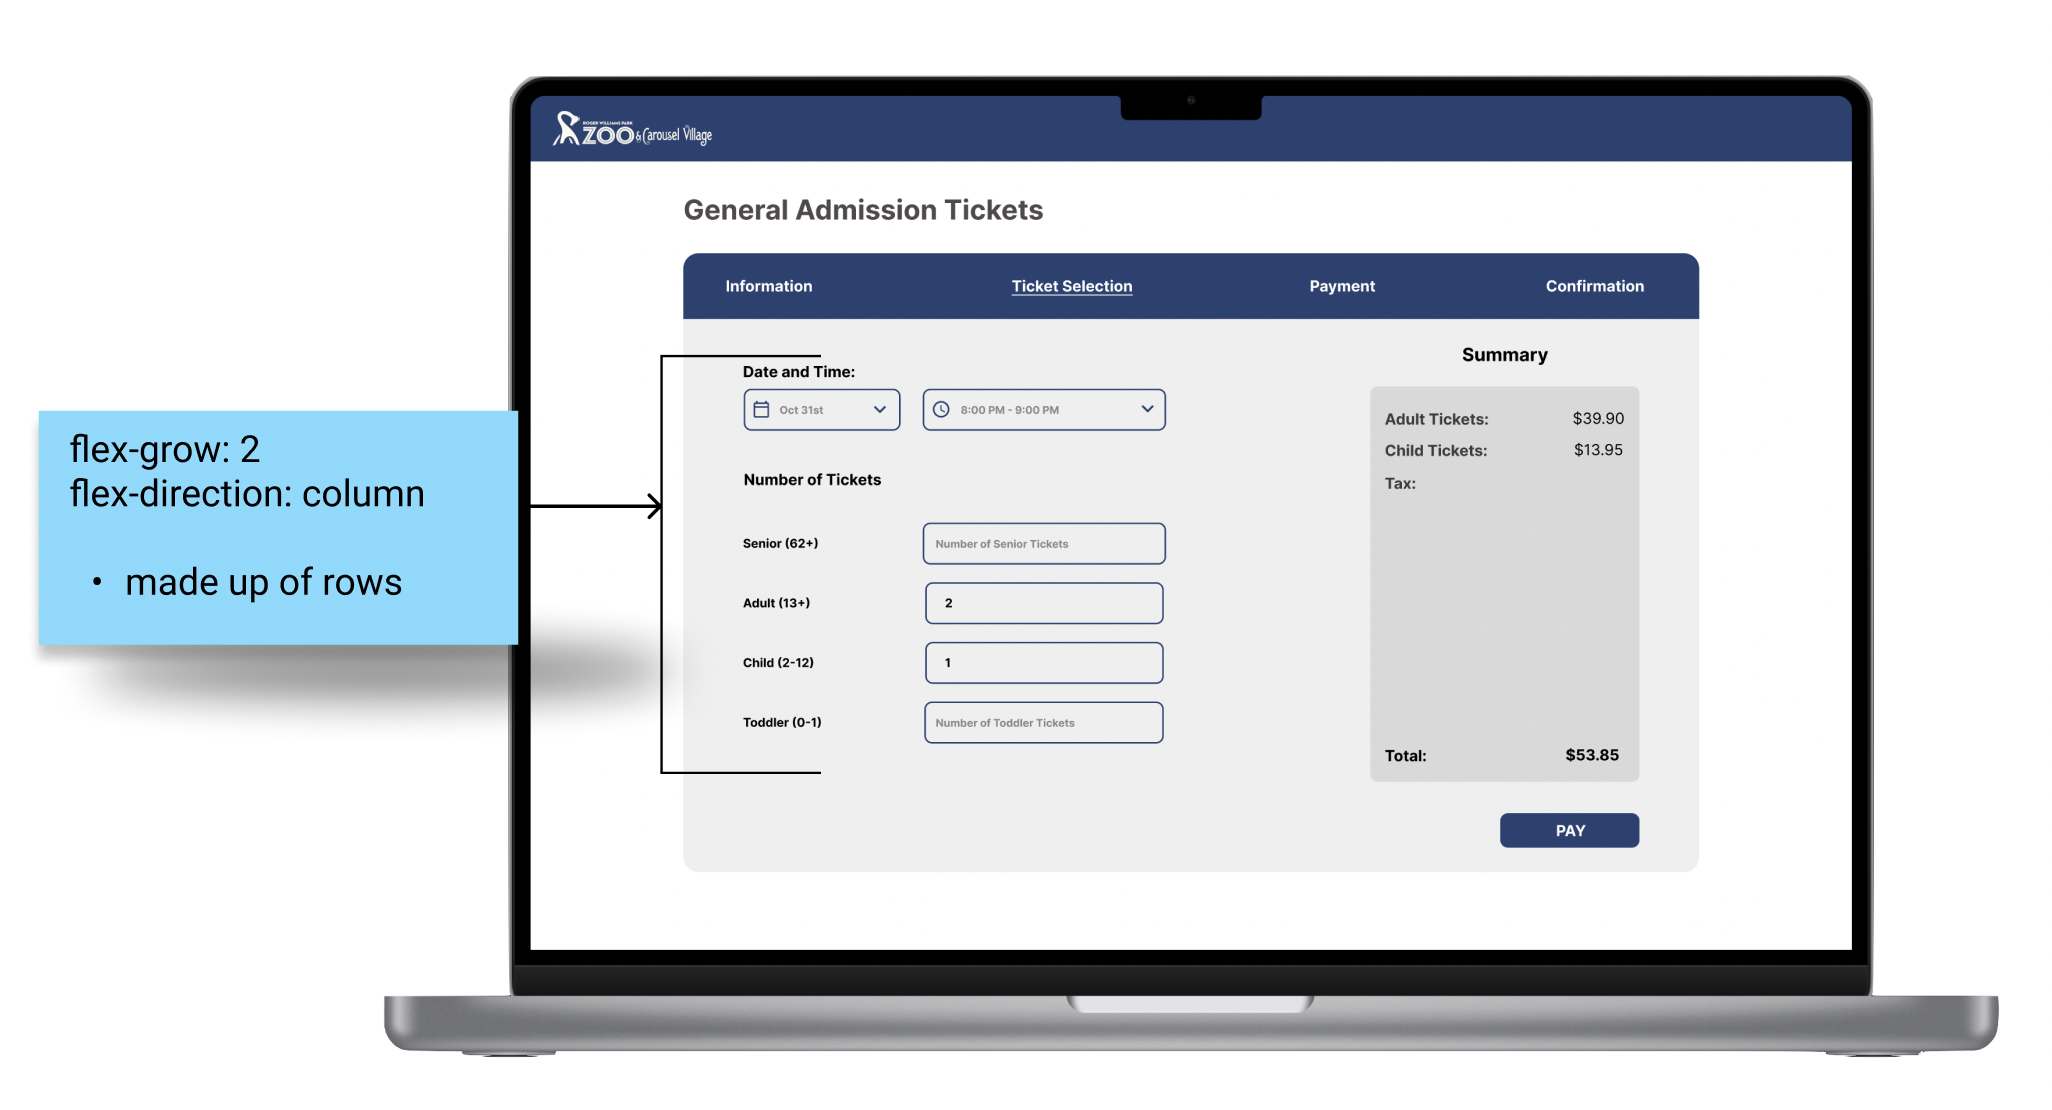 ROGER WILLIAMS PARK
ZOO & Carousel Village
General Admission Tickets
Information
Ticket Selection
Payment
Confirmation
Date and Time:
Oct 31st
8:00 PM - 9:00 PM
Number of Tickets
Senior (62+)
Number of Senior Tickets
Adult (13+)
2
Child (2-12)
1
Toddler (0-1)
Number of Toddler Tickets
Summary
Adult Tickets: $39.90
Child Tickets: $13.95
Tax:
Total: $53.85
PAY
flex-grow: 2
flex-direction: column
• made up of rows